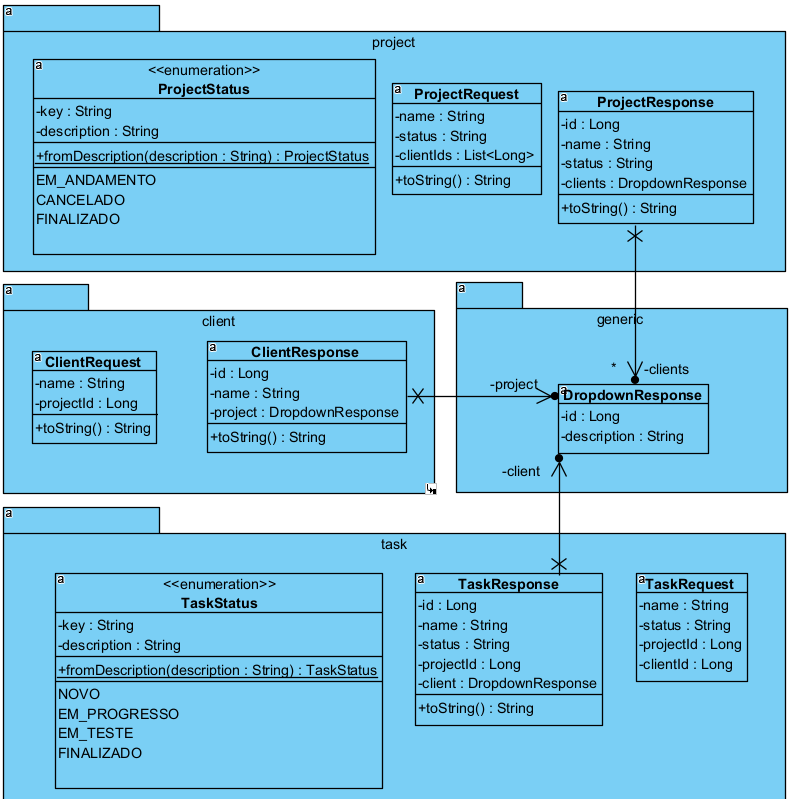 a
project
a
<<enumeration>>
ProjectStatus
-key : String
-description : String
+fromDescription(description : String) : ProjectStatus
EM_ANDAMENTO
CANCELADO
FINALIZADO
a
ProjectRequest
-name : String
-status : String
-clientIds : List<Long>
+toString() : String
a
ProjectResponse
-id : Long
-name : String
-status : String
-clients : DropdownResponse
+toString() : String
a
client
a
ClientRequest
-name : String
-projectId : Long
+toString() : String
a
ClientResponse
-id : Long
-name : String
-project : DropdownResponse
+toString() : String
a
generic
* -clients
-project
a
DropdownResponse
-id : Long
-description : String
-client
a
task
a
<<enumeration>>
TaskStatus
-key : String
-description : String
+fromDescription(description : String) : TaskStatus
NOVO
EM_PROGRESSO
EM_TESTE
FINALIZADO
a
TaskResponse
-id : Long
-name : String
-status : String
-projectId : Long
-client : DropdownResponse
+toString() : String
a
TaskRequest
-name : String
-status : String
-projectId : Long
-clientId : Long